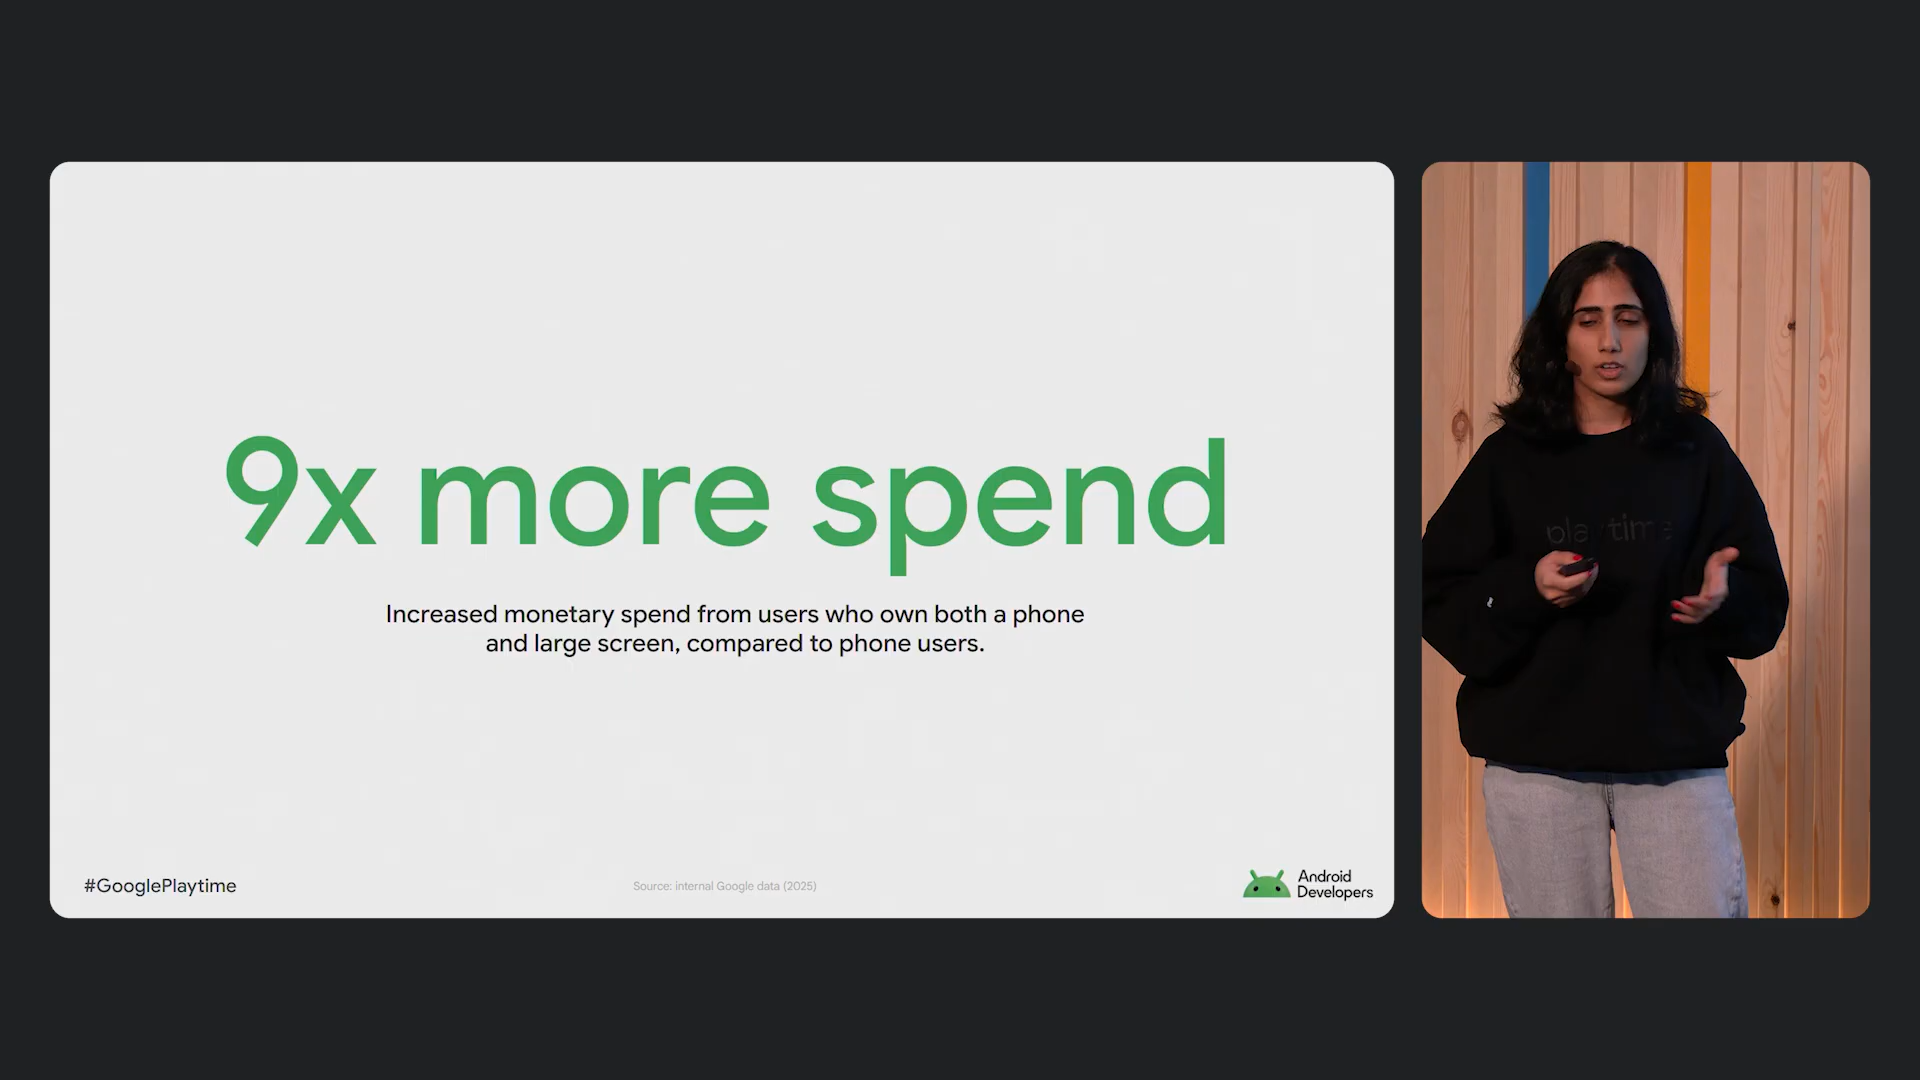 9x more spend
Increased monetary spend from users who own both a phone
and large screen, compared to phone users.
#GooglePlaytime
Source: internal Google data (2025)
Android
Developers
playtime